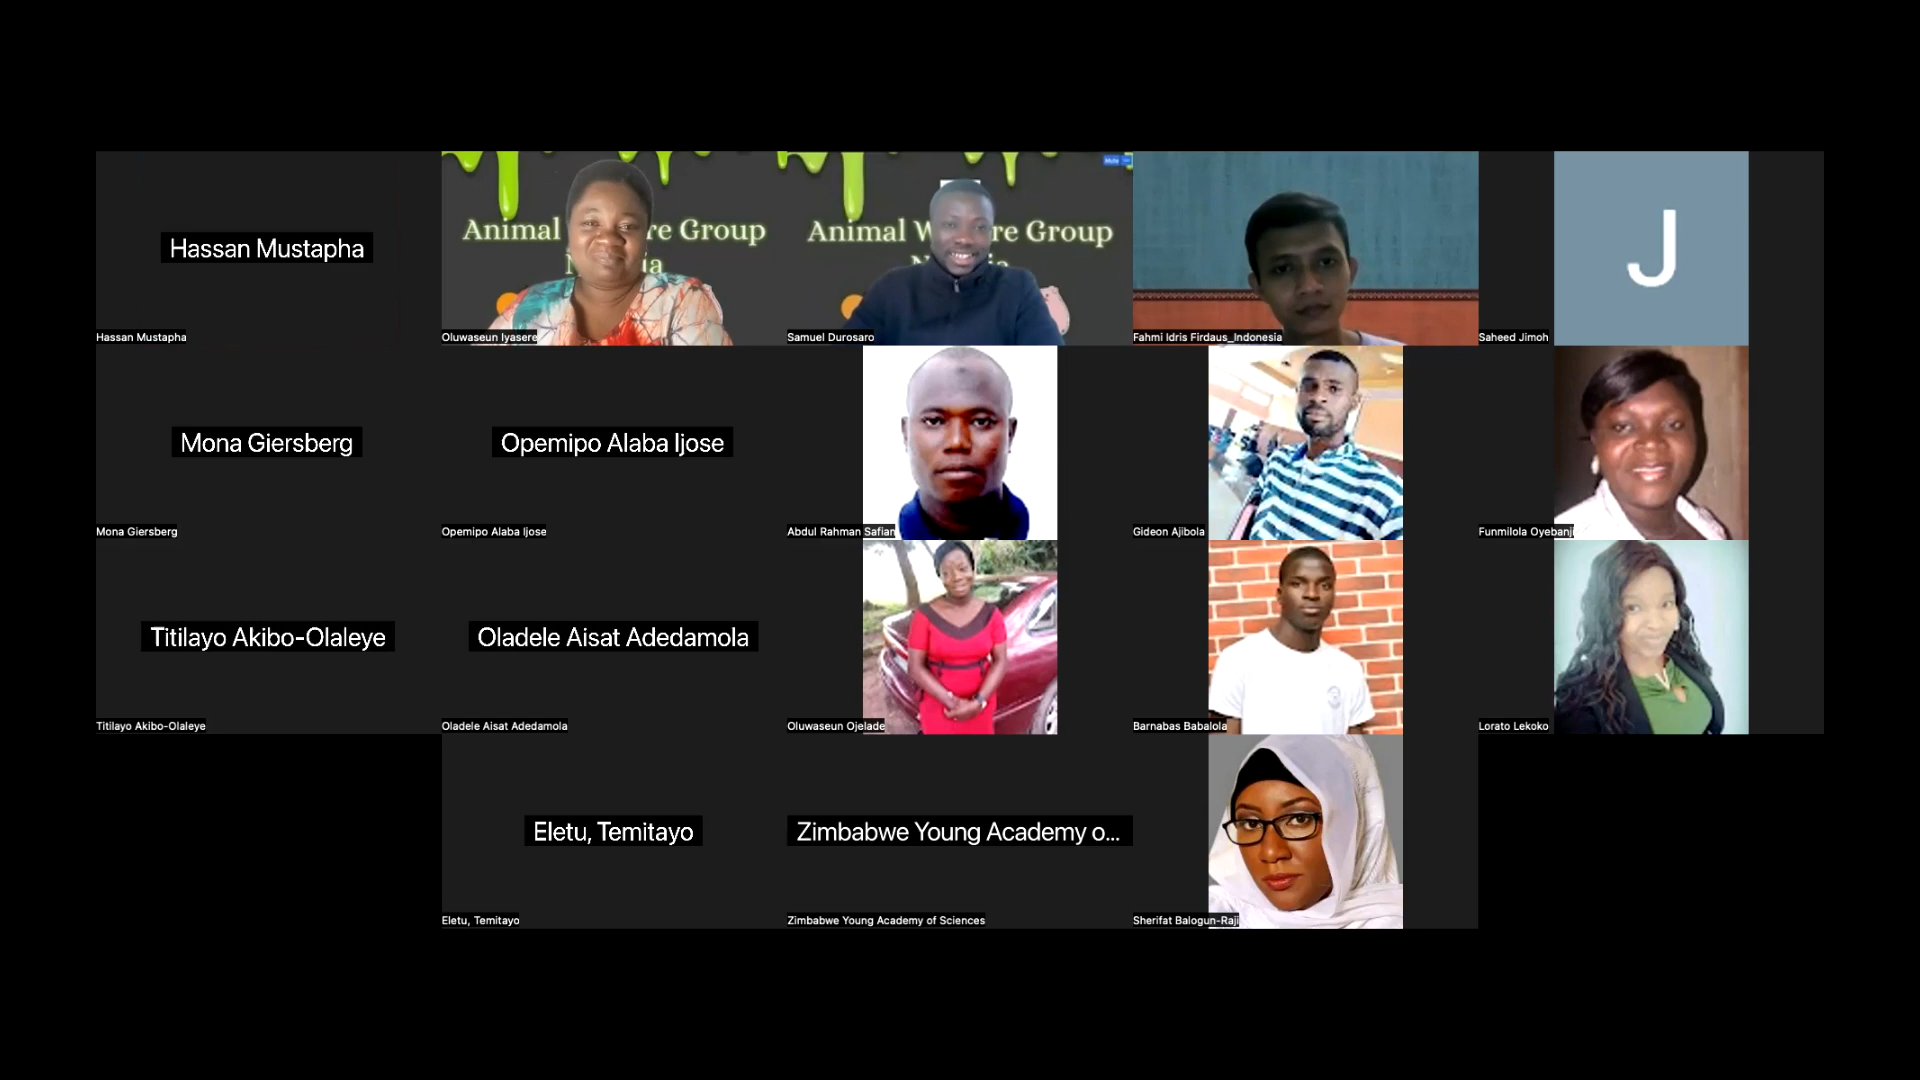 Hassan Mustapha
Hassan Mustapha
Animal re Group
N ia
Oluwaseun Iyasere
Mute
Animal W re Group
N ia
Samuel Durosaro
Fahmi Idris Firdaus_Indonesia
J
Saheed Jimoh
Mona Giersberg
Mona Giersberg
Opemipo Alaba Ijose
Opemipo Alaba Ijose
Abdul Rahman Safian
Gideon Ajibola
Funmilola Oyebanji
Titilayo Akibo-Olaleye
Titilayo Akibo-Olaleye
Oladele Aisat Adedamola
Oladele Aisat Adedamola
Oluwaseun Ojelade
Barnabas Babalola
Lorato Lekoko
Eletu, Temitayo
Eletu, Temitayo
Zimbabwe Young Academy o...
Zimbabwe Young Academy of Sciences
Sherifat Balogun-Raji